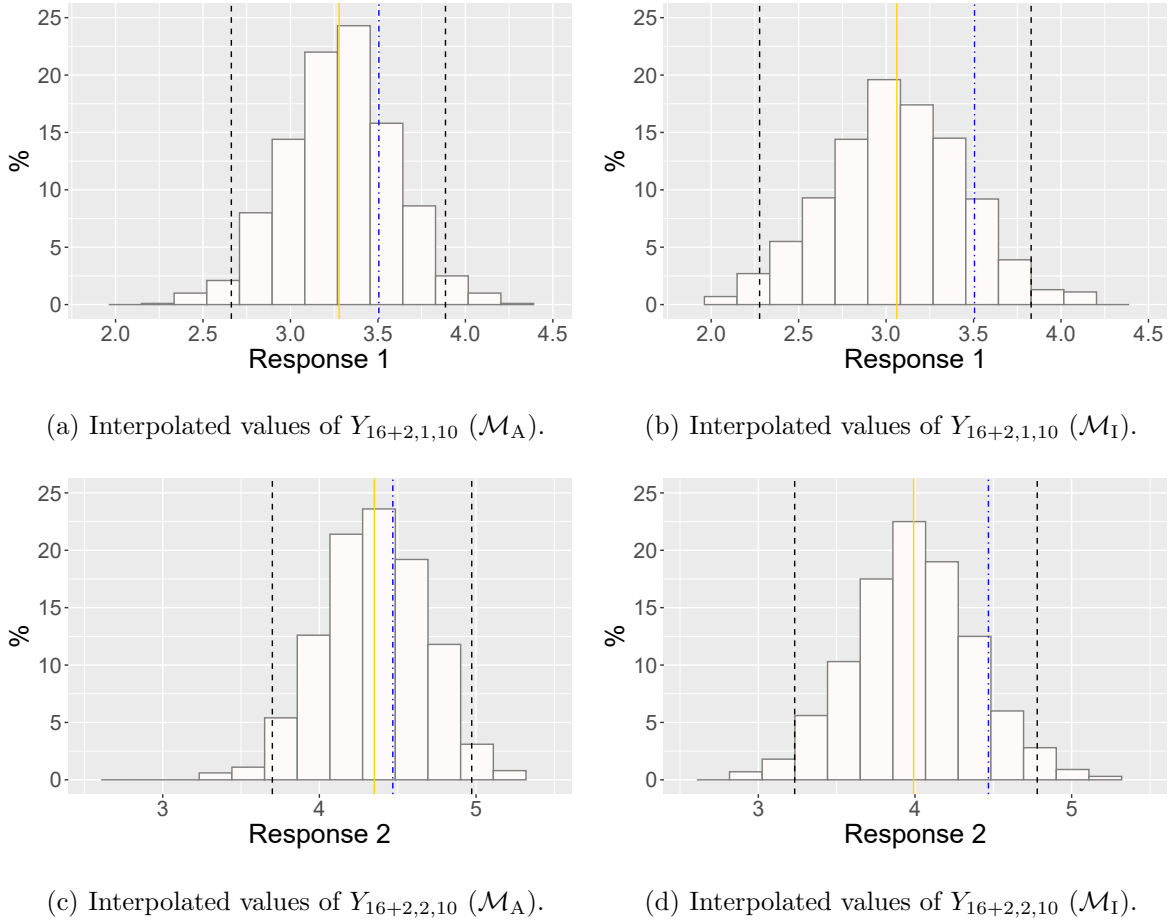 25
20
15
10
5
0
%
2.0 2.5 3.0 3.5 4.0 4.5
Response 1
(a) Interpolated values of Y₁₆₊₂,₁,₁₀ (ℳ_A).
25
20
15
10
5
0
%
2.0 2.5 3.0 3.5 4.0 4.5
Response 1
(b) Interpolated values of Y₁₆₊₂,₁,₁₀ (ℳ_I).
25
20
15
10
5
0
%
3 4 5
Response 2
(c) Interpolated values of Y₁₆₊₂,₂,₁₀ (ℳ_A).
25
20
15
10
5
0
%
3 4 5
Response 2
(d) Interpolated values of Y₁₆₊₂,₂,₁₀ (ℳ_I).